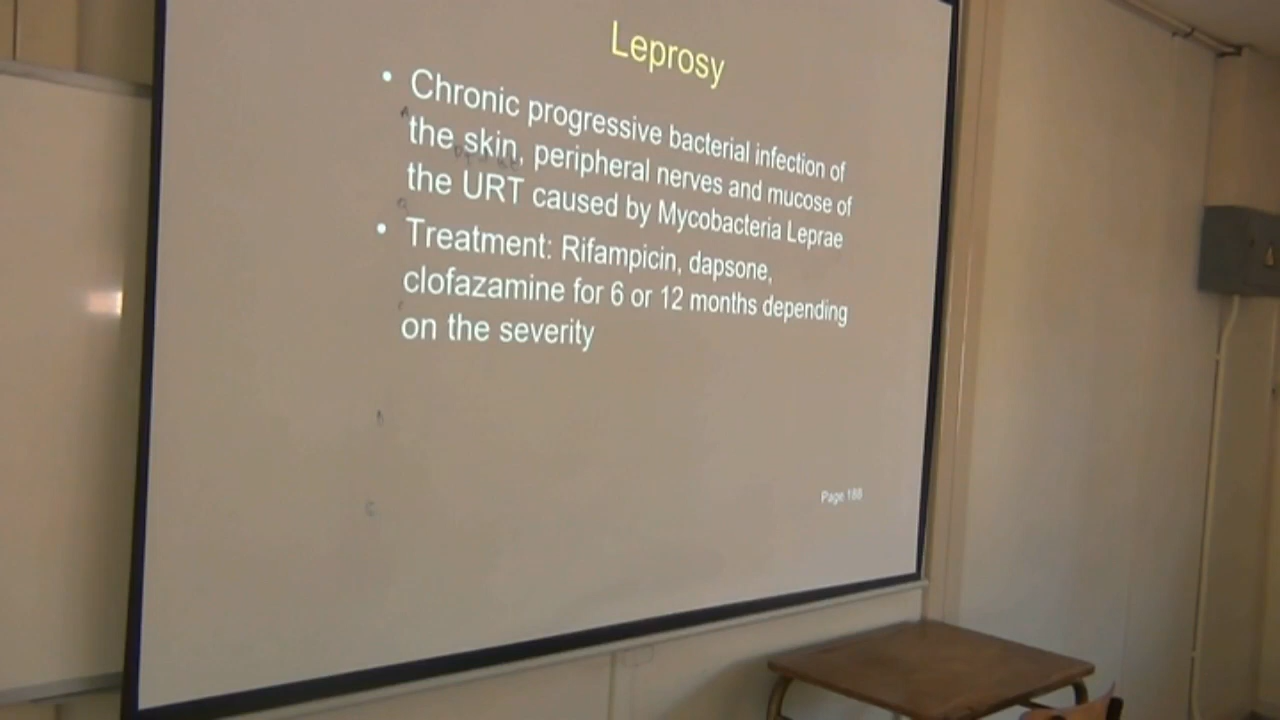 Leprosy
• Chronic progressive bacterial infection of
the skin, peripheral nerves and mucose of
the URT caused by Mycobacteria Leprae
• Treatment: Rifampicin, dapsone,
clofazamine for 6 or 12 months depending
on the severity
Page 188